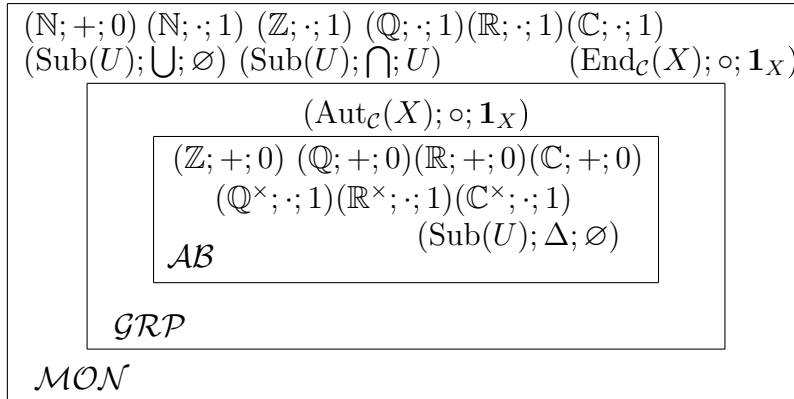 (ℕ; +; 0) (ℕ; ·; 1) (ℤ; ·; 1) (ℚ; ·; 1)(ℝ; ·; 1)(ℂ; ·; 1)
(Sub(U); ⋃; ∅) (Sub(U); ⋂; U) (End_𝒞(X); ∘; 𝟏_X)
(Aut_𝒞(X); ∘; 𝟏_X)
(ℤ; +; 0) (ℚ; +; 0)(ℝ; +; 0)(ℂ; +; 0)
(ℚ^×; ·; 1)(ℝ^×; ·; 1)(ℂ^×; ·; 1)
(Sub(U); Δ; ∅)
𝒜ℬ
𝒢ℛ𝒫
ℳ𝒪𝒩